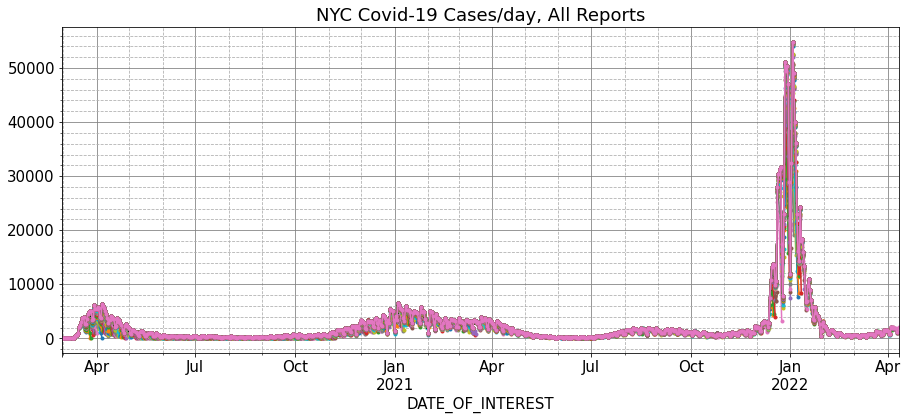 NYC Covid-19 Cases/day, All Reports
50000
40000
30000
20000
10000
0
Apr Jul Oct Jan Apr Jul Oct Jan Apr
2021 2022
DATE_OF_INTEREST